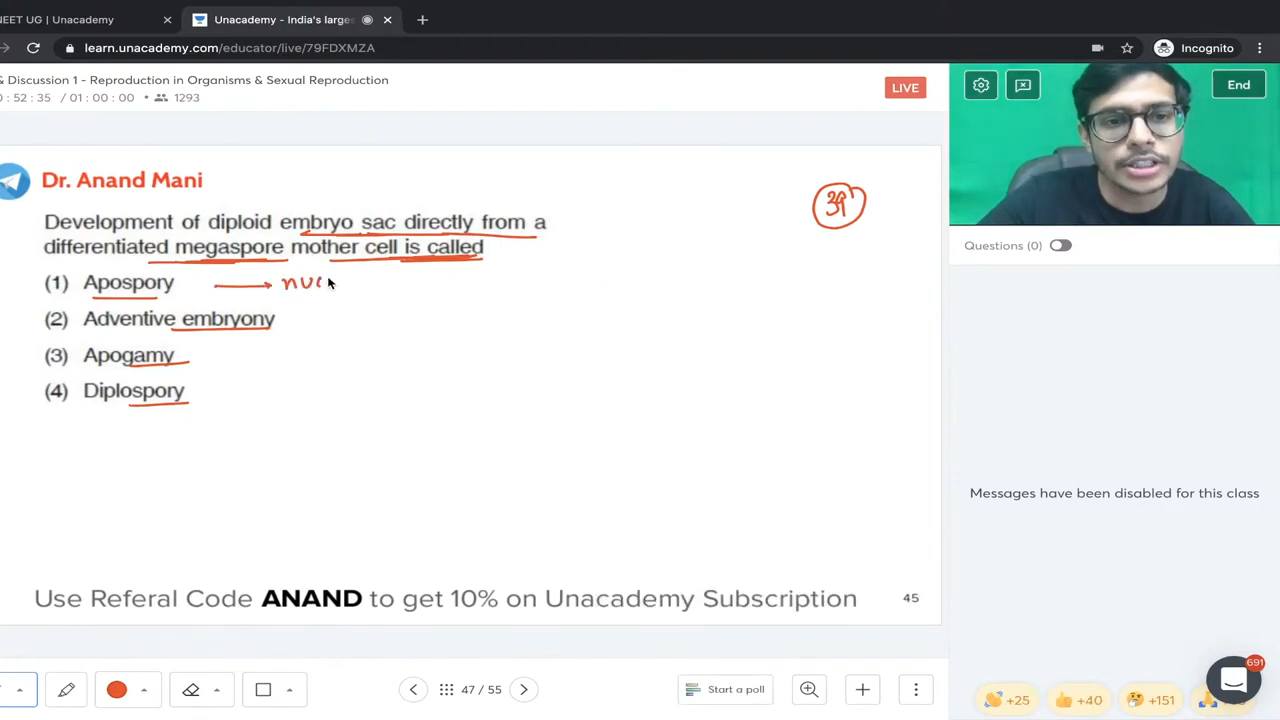 NEET UG | Unacademy
Unacademy - India's larges
learn.unacademy.com/educator/live/79FDXMZA
Incognito
& Discussion 1 - Reproduction in Organisms & Sexual Reproduction
0 : 52 : 35 / 01 : 00 : 00 • 1293
LIVE
End
Dr. Anand Mani
Development of diploid embryo sac directly from a
differentiated megaspore mother cell is called
(1) Apospory nuc
(2) Adventive embryony
(3) Apogamy
(4) Diplospory
Questions (0)
Messages have been disabled for this class
Use Referal Code ANAND to get 10% on Unacademy Subscription
45
47 / 55
Start a poll
691
+25
+40
+151